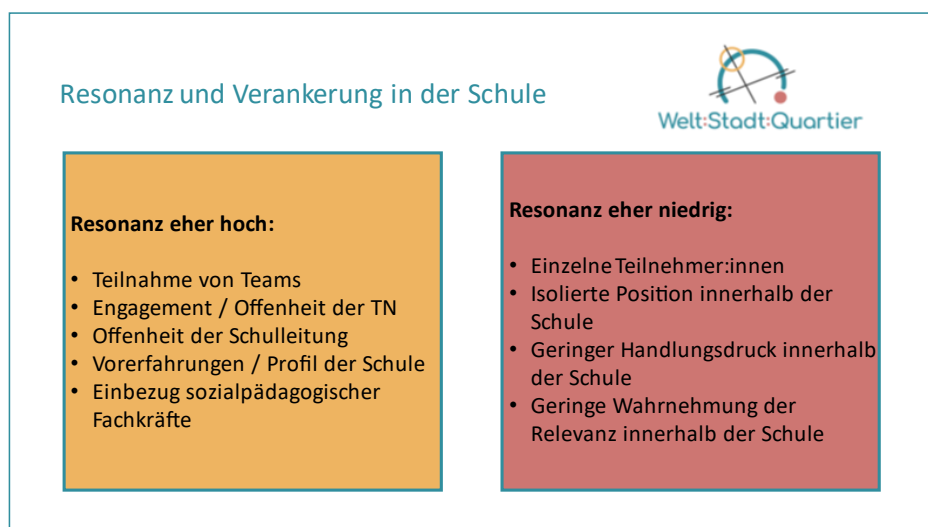 Resonanz und Verankerung in der Schule
Welt:Stadt:Quartier
Resonanz eher hoch:
• Teilnahme von Teams
• Engagement / Offenheit der TN
• Offenheit der Schulleitung
• Vorerfahrungen / Profil der Schule
• Einbezug sozialpädagogischer
Fachkräfte
Resonanz eher niedrig:
• Einzelne Teilnehmer:innen
• Isolierte Position innerhalb der
Schule
• Geringer Handlungsdruck innerhalb
der Schule
• Geringe Wahrnehmung der
Relevanz innerhalb der Schule